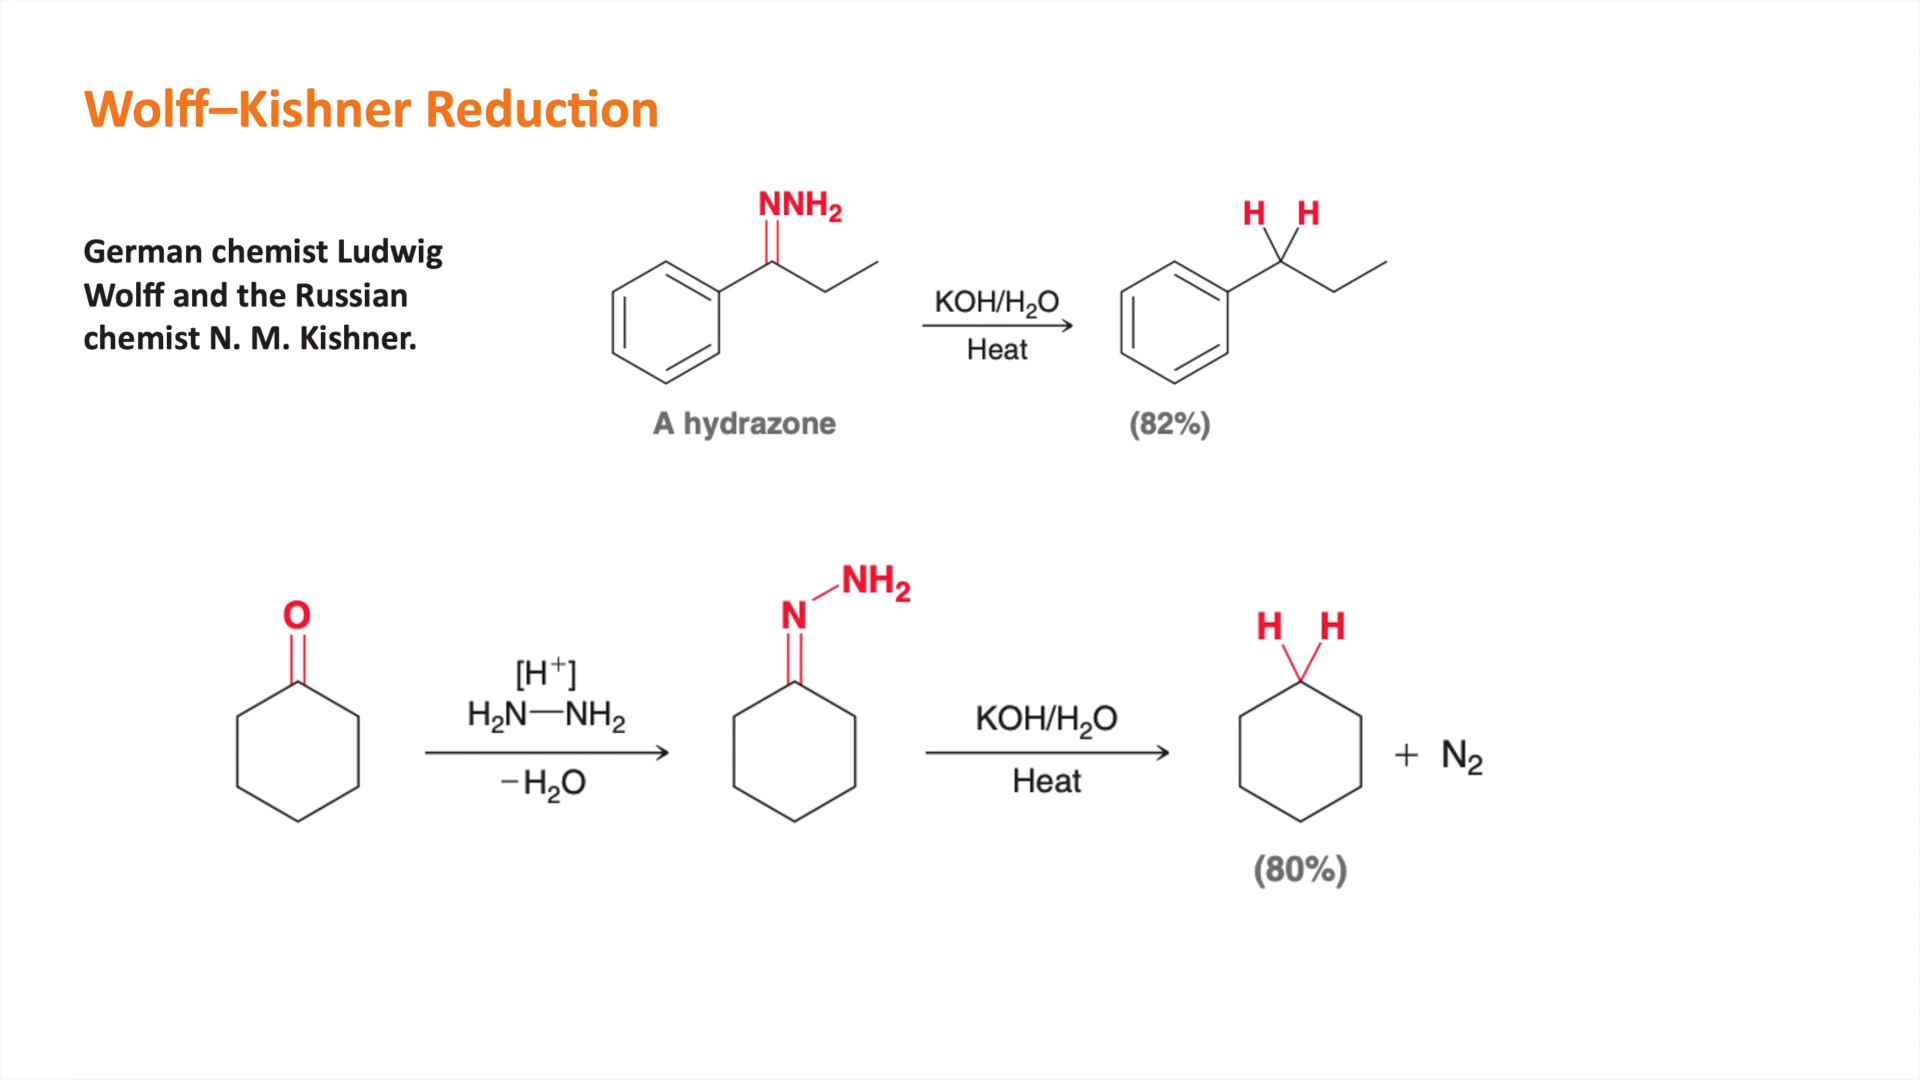 Wolff–Kishner Reduction
German chemist Ludwig
Wolff and the Russian
chemist N. M. Kishner.
NNH₂
KOH/H₂O
Heat
H H
A hydrazone
(82%)
O
[H⁺]
H₂N—NH₂
−H₂O
N
NH₂
KOH/H₂O
Heat
H H
+ N₂
(80%)